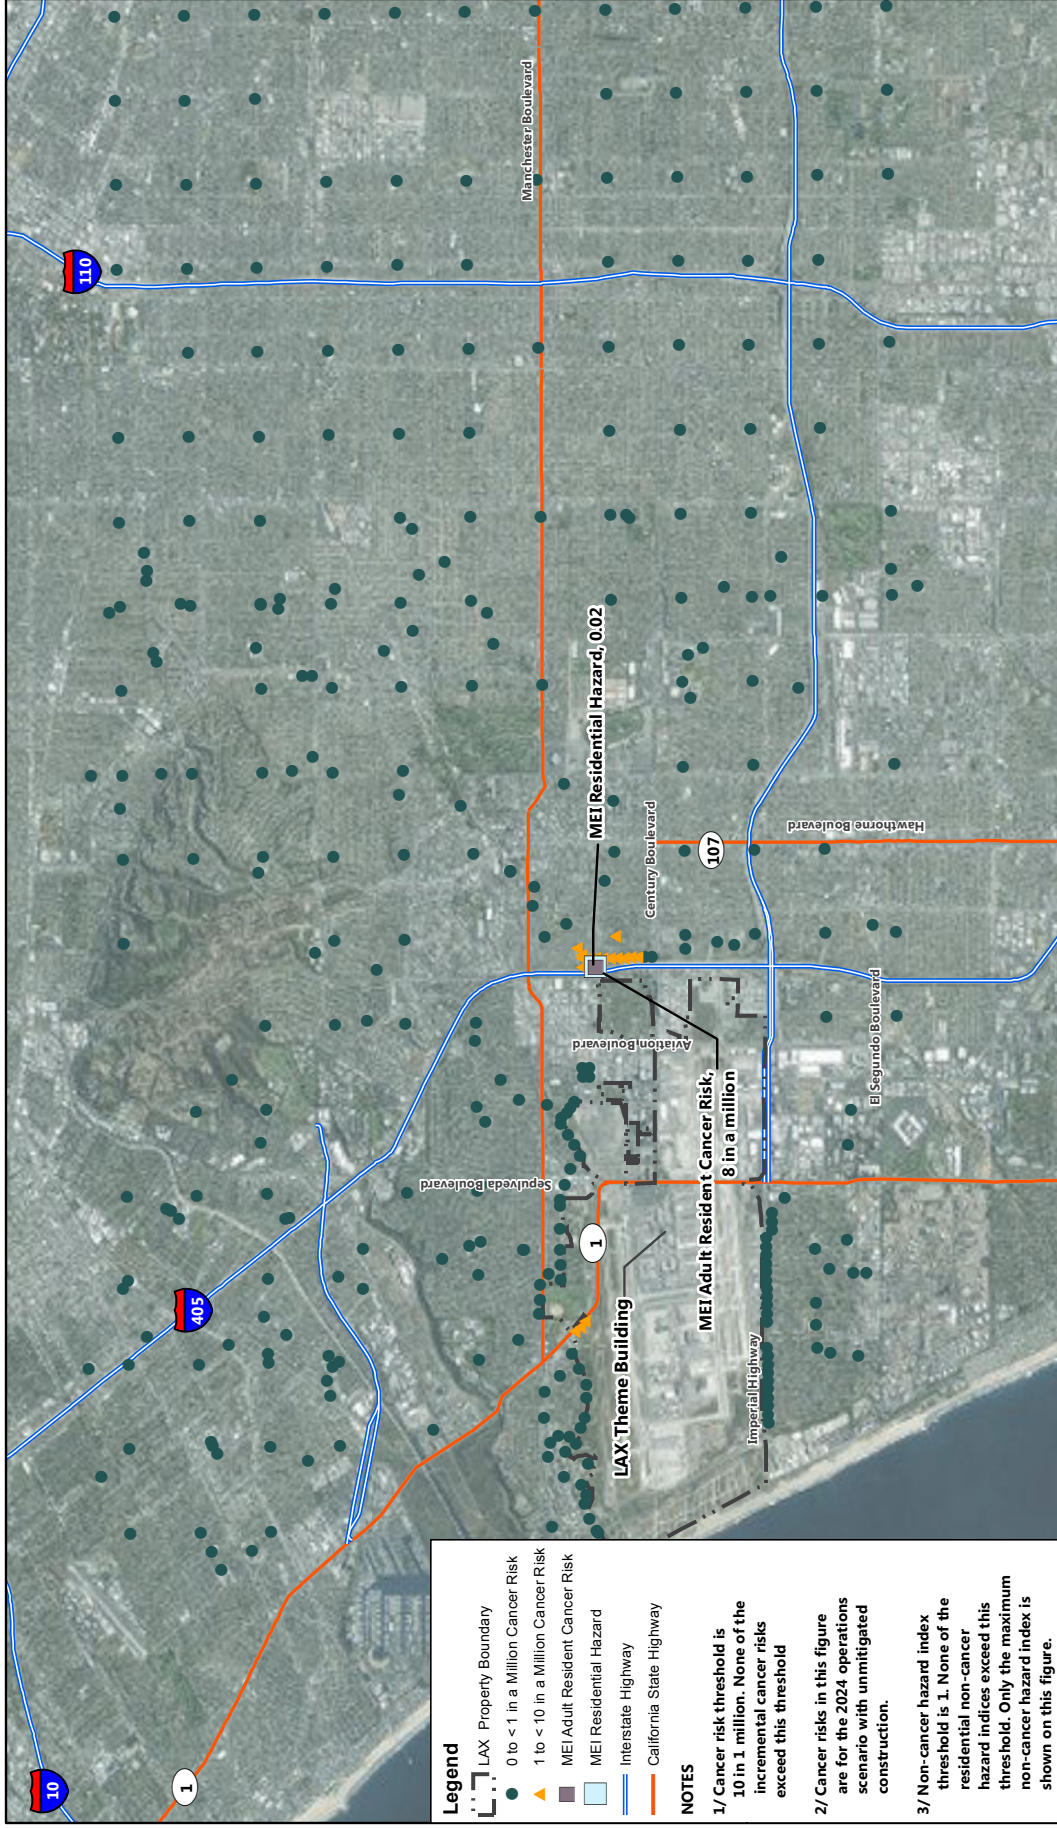 Legend
LAX Property Boundary
0 to < 1 in a Million Cancer Risk
1 to < 10 in a Million Cancer Risk
MEI Adult Resident Cancer Risk
MEI Residential Hazard
Interstate Highway
California State Highway
NOTES
1/ Cancer risk threshold is
10 in 1 million. None of the
incremental cancer risks
exceed this threshold
2/ Cancer risks in this figure
are for the 2024 operations
scenario with unmitigated
construction.
3/ Non-cancer hazard index
threshold is 1. None of the
residential non-cancer
hazard indices exceed this
threshold. Only the maximum
non-cancer hazard index is
shown on this figure.
10
1
405
110
1
107
Manchester Boulevard
Sepulveda Boulevard
Aviation Boulevard
Century Boulevard
Hawthorne Boulevard
El Segundo Boulevard
Imperial Highway
LAX Theme Building
MEI Adult Resident Cancer Risk,
8 in a million
MEI Residential Hazard, 0.02